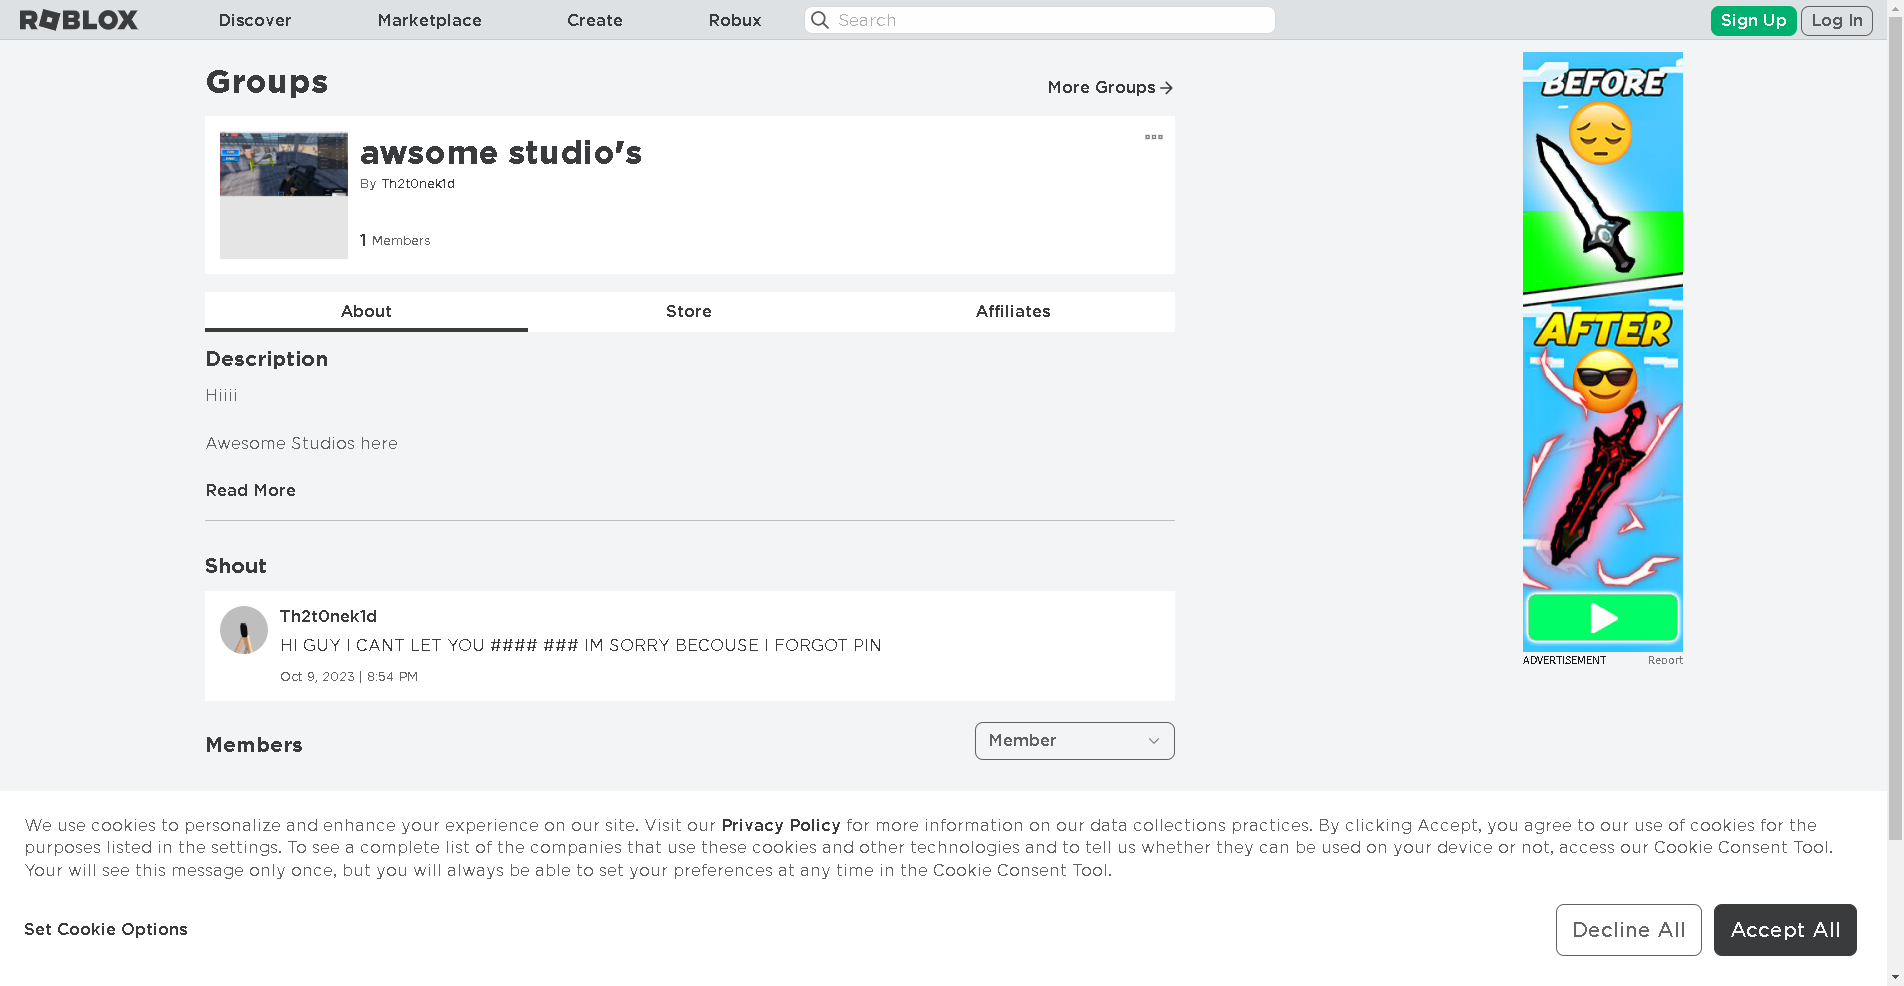 ROBLOX Discover Marketplace Create Robux Search Sign Up Log In
Groups
More Groups
awsome studio's
By Th2t0nek1d
1 Members
About Store Affiliates
Description
Hiiii
Awesome Studios here
Read More
Shout
Th2t0nek1d
HI GUY I CANT LET YOU #### ### IM SORRY BECOUSE I FORGOT PIN
Oct 9, 2023 | 8:54 PM
Members
Member
BEFORE
AFTER
ADVERTISEMENT Report
We use cookies to personalize and enhance your experience on our site. Visit our Privacy Policy for more information on our data collections practices. By clicking Accept, you agree to our use of cookies for the
purposes listed in the settings. To see a complete list of the companies that use these cookies and other technologies and to tell us whether they can be used on your device or not, access our Cookie Consent Tool.
Your will see this message only once, but you will always be able to set your preferences at any time in the Cookie Consent Tool.
Set Cookie Options
Decline All Accept All